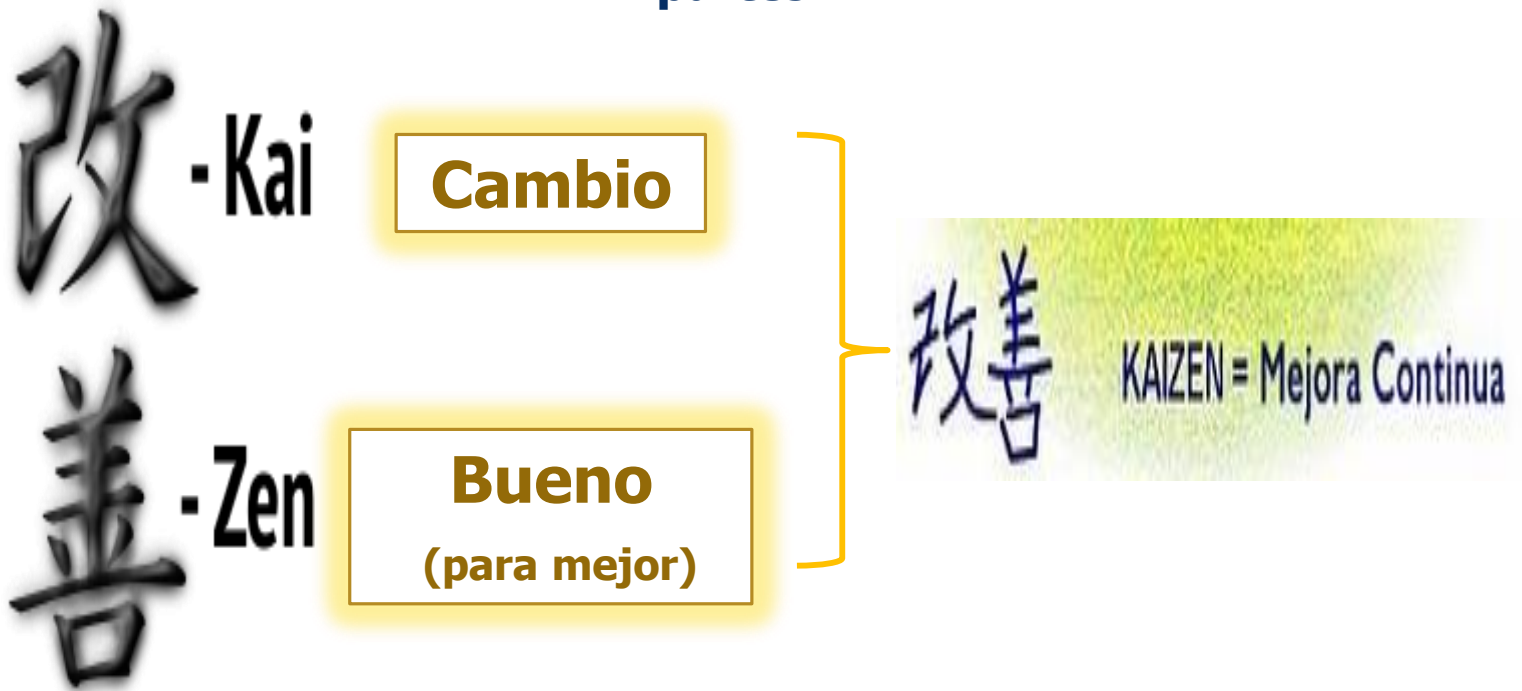 改 - Kai
Cambio
善 - Zen
Bueno
(para mejor)
改善 KAIZEN = Mejora Continua